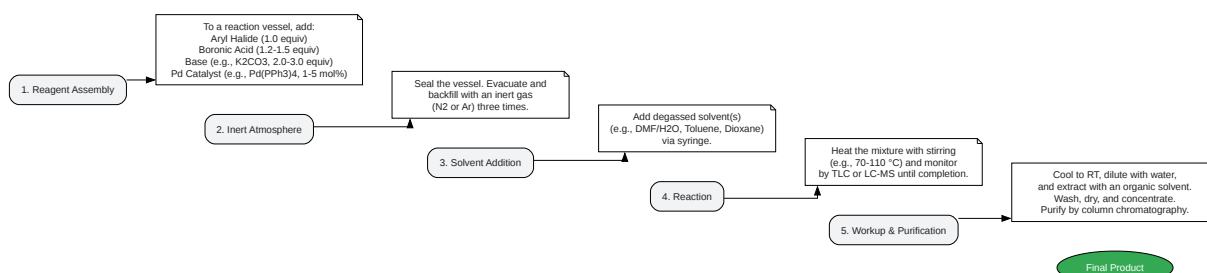 1. Reagent Assembly
To a reaction vessel, add:
Aryl Halide (1.0 equiv)
Boronic Acid (1.2-1.5 equiv)
Base (e.g., K2CO3, 2.0-3.0 equiv)
Pd Catalyst (e.g., Pd(PPh3)4, 1-5 mol%)
2. Inert Atmosphere
Seal the vessel. Evacuate and
backfill with an inert gas
(N2 or Ar) three times.
3. Solvent Addition
Add degassed solvent(s)
(e.g., DMF/H2O, Toluene, Dioxane)
via syringe.
4. Reaction
Heat the mixture with stirring
(e.g., 70-110 °C) and monitor
by TLC or LC-MS until completion.
5. Workup & Purification
Cool to RT, dilute with water,
and extract with an organic solvent.
Wash, dry, and concentrate.
Purify by column chromatography.
Final Product